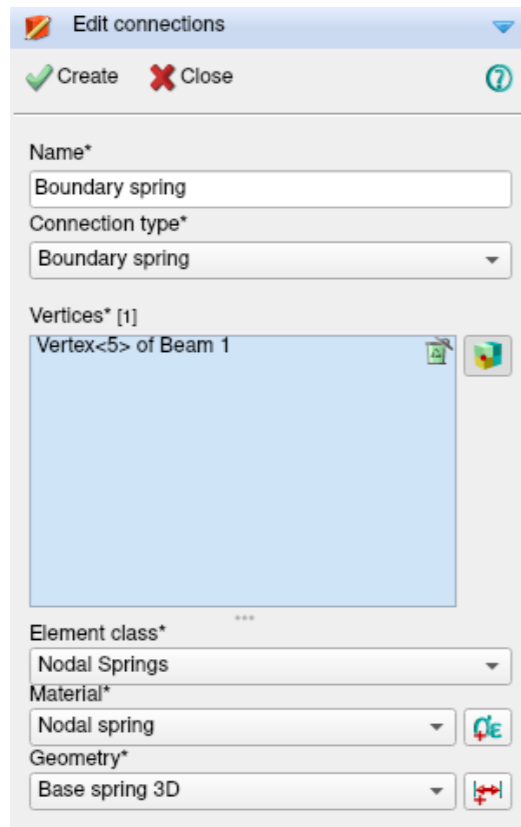 Edit connections
Create Close
Name*
Boundary spring
Connection type*
Boundary spring
Vertices* [1]
Vertex<5> of Beam 1
Element class*
Nodal Springs
Material*
Nodal spring
Geometry*
Base spring 3D